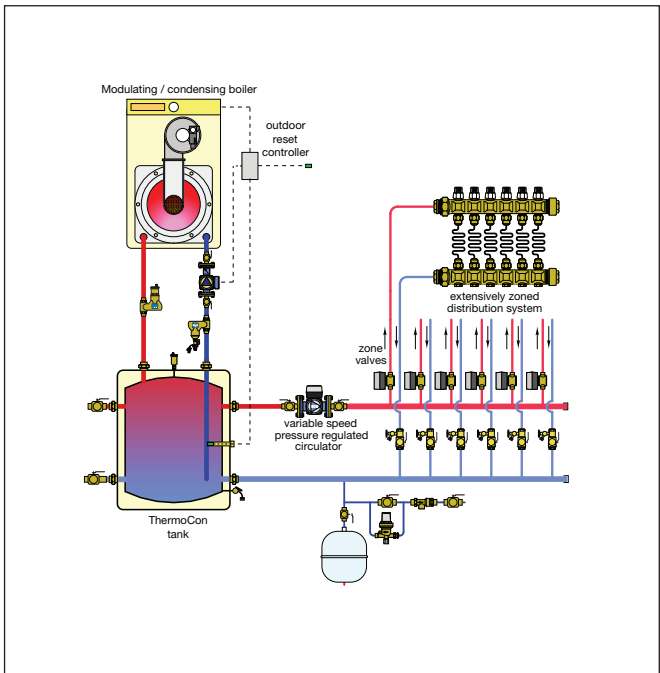 Modulating / condensing boiler
outdoor
reset
controller
extensively zoned
distribution system
zone
valves
variable speed
pressure regulated
circulator
ThermoCon
tank